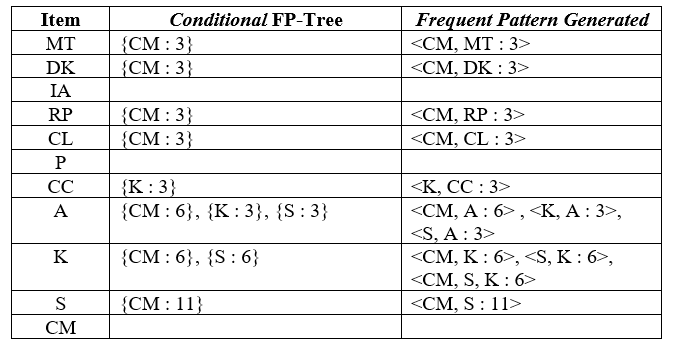 Item Conditional FP-Tree Frequent Pattern Generated
MT {CM : 3} <CM, MT : 3>
DK {CM : 3} <CM, DK : 3>
IA
RP {CM : 3} <CM, RP : 3>
CL {CM : 3} <CM, CL : 3>
P
CC {K : 3} <K, CC : 3>
A {CM : 6}, {K : 3}, {S : 3} <CM, A : 6> , <K, A : 3>,
<S, A : 3>
K {CM : 6}, {S : 6} <CM, K : 6>, <S, K : 6>,
<CM, S, K : 6>
S {CM : 11} <CM, S : 11>
CM